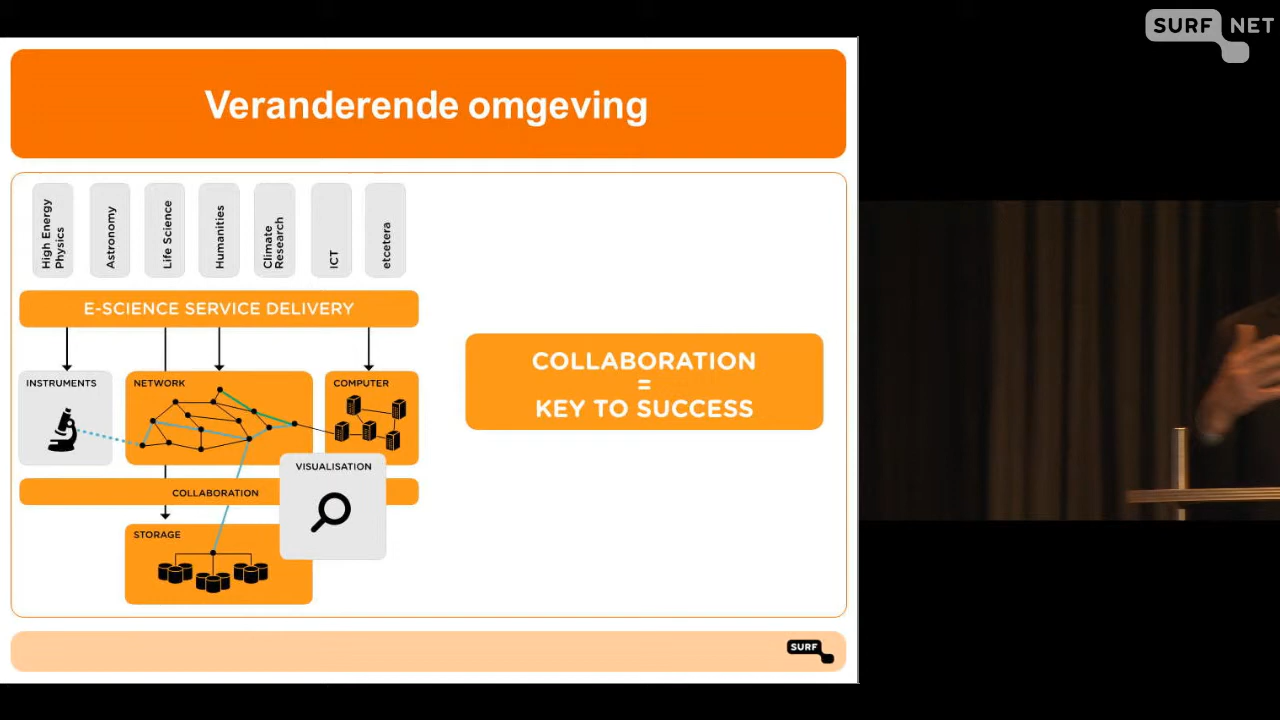 SURF NET
Veranderende omgeving
High Energy
Physics
Astronomy
Life Science
Humanities
Climate
Research
ICT
etcetera
E-SCIENCE SERVICE DELIVERY
INSTRUMENTS
NETWORK
COMPUTER
VISUALISATION
COLLABORATION
STORAGE
COLLABORATION
=
KEY TO SUCCESS
SURF